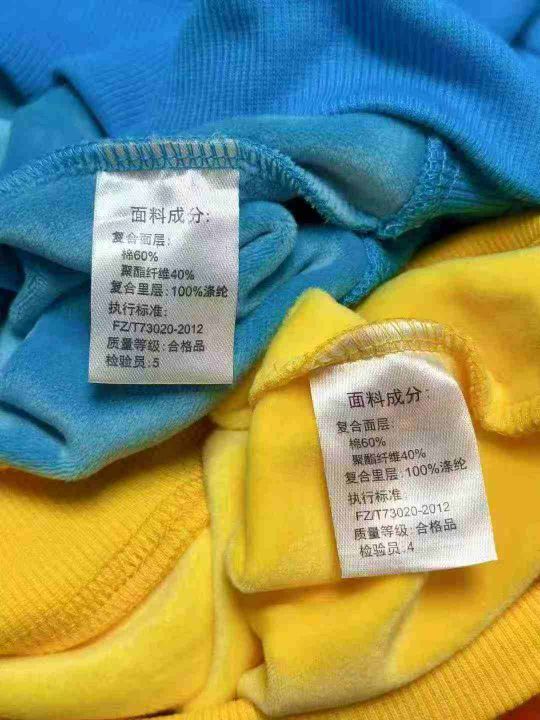 面料成分:
复合面层:
棉60%
聚酯纤维40%
复合里层: 100%涤纶
执行标准:
FZ/T73020-2012
质量等级: 合格品
检验员: 5
面料成分:
复合面层:
棉60%
聚酯纤维40%
复合里层: 100%涤纶
执行标准:
FZ/T73020-2012
质量等级: 合格品
检验员: 4